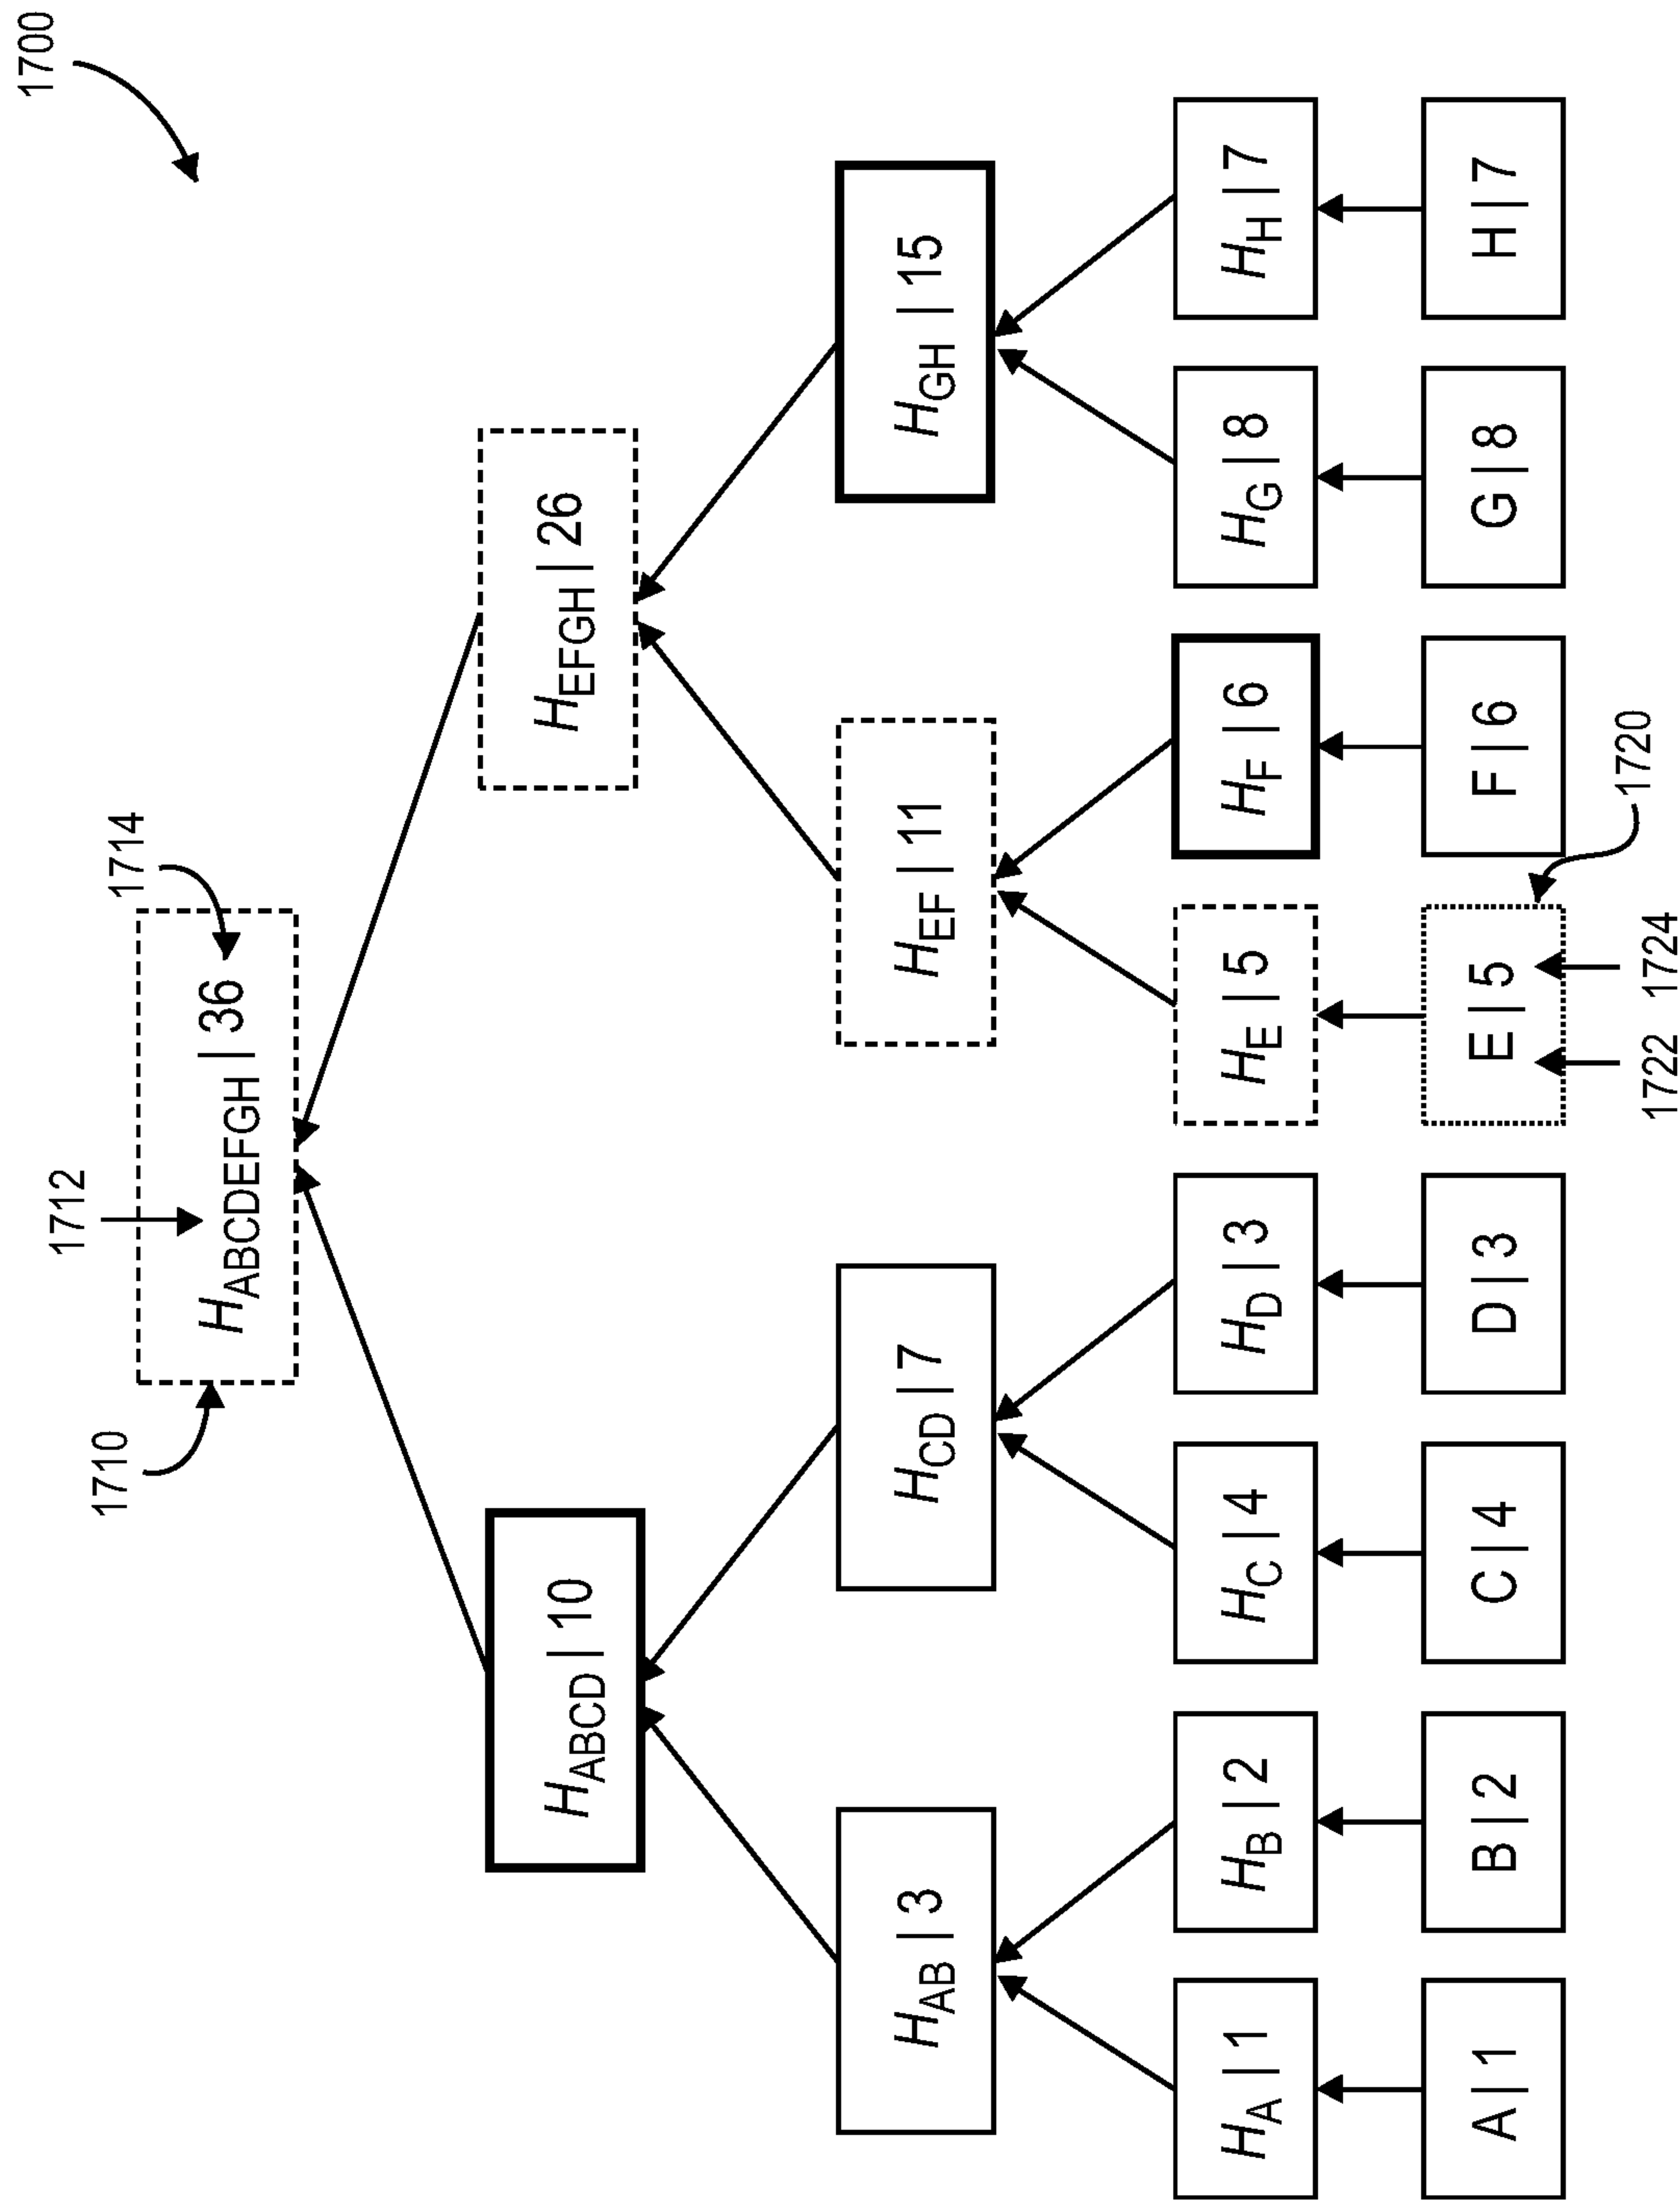 1700
1712
1714
1710
H_ABCDEFGH | 36
H_ABCD | 10
H_EFGH | 26
H_AB | 3
H_CD | 7
H_EF | 11
H_GH | 15
H_A | 1
H_B | 2
H_C | 4
H_D | 3
H_E | 5
H_F | 6
H_G | 8
H_H | 7
A | 1
B | 2
C | 4
D | 3
E | 5
F | 6
G | 8
H | 7
1722
1724
1720